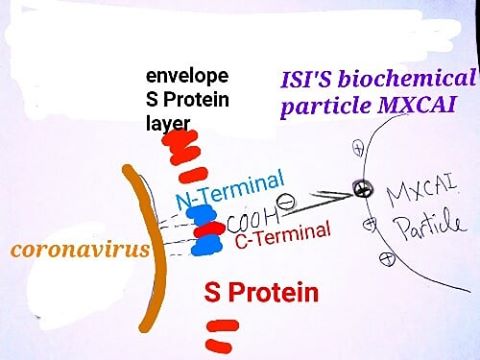 envelope
S Protein
layer
ISI'S biochemical
particle MXCAI
N-Terminal
COOH
C-Terminal
MXCAI
Particle
coronavirus
S Protein